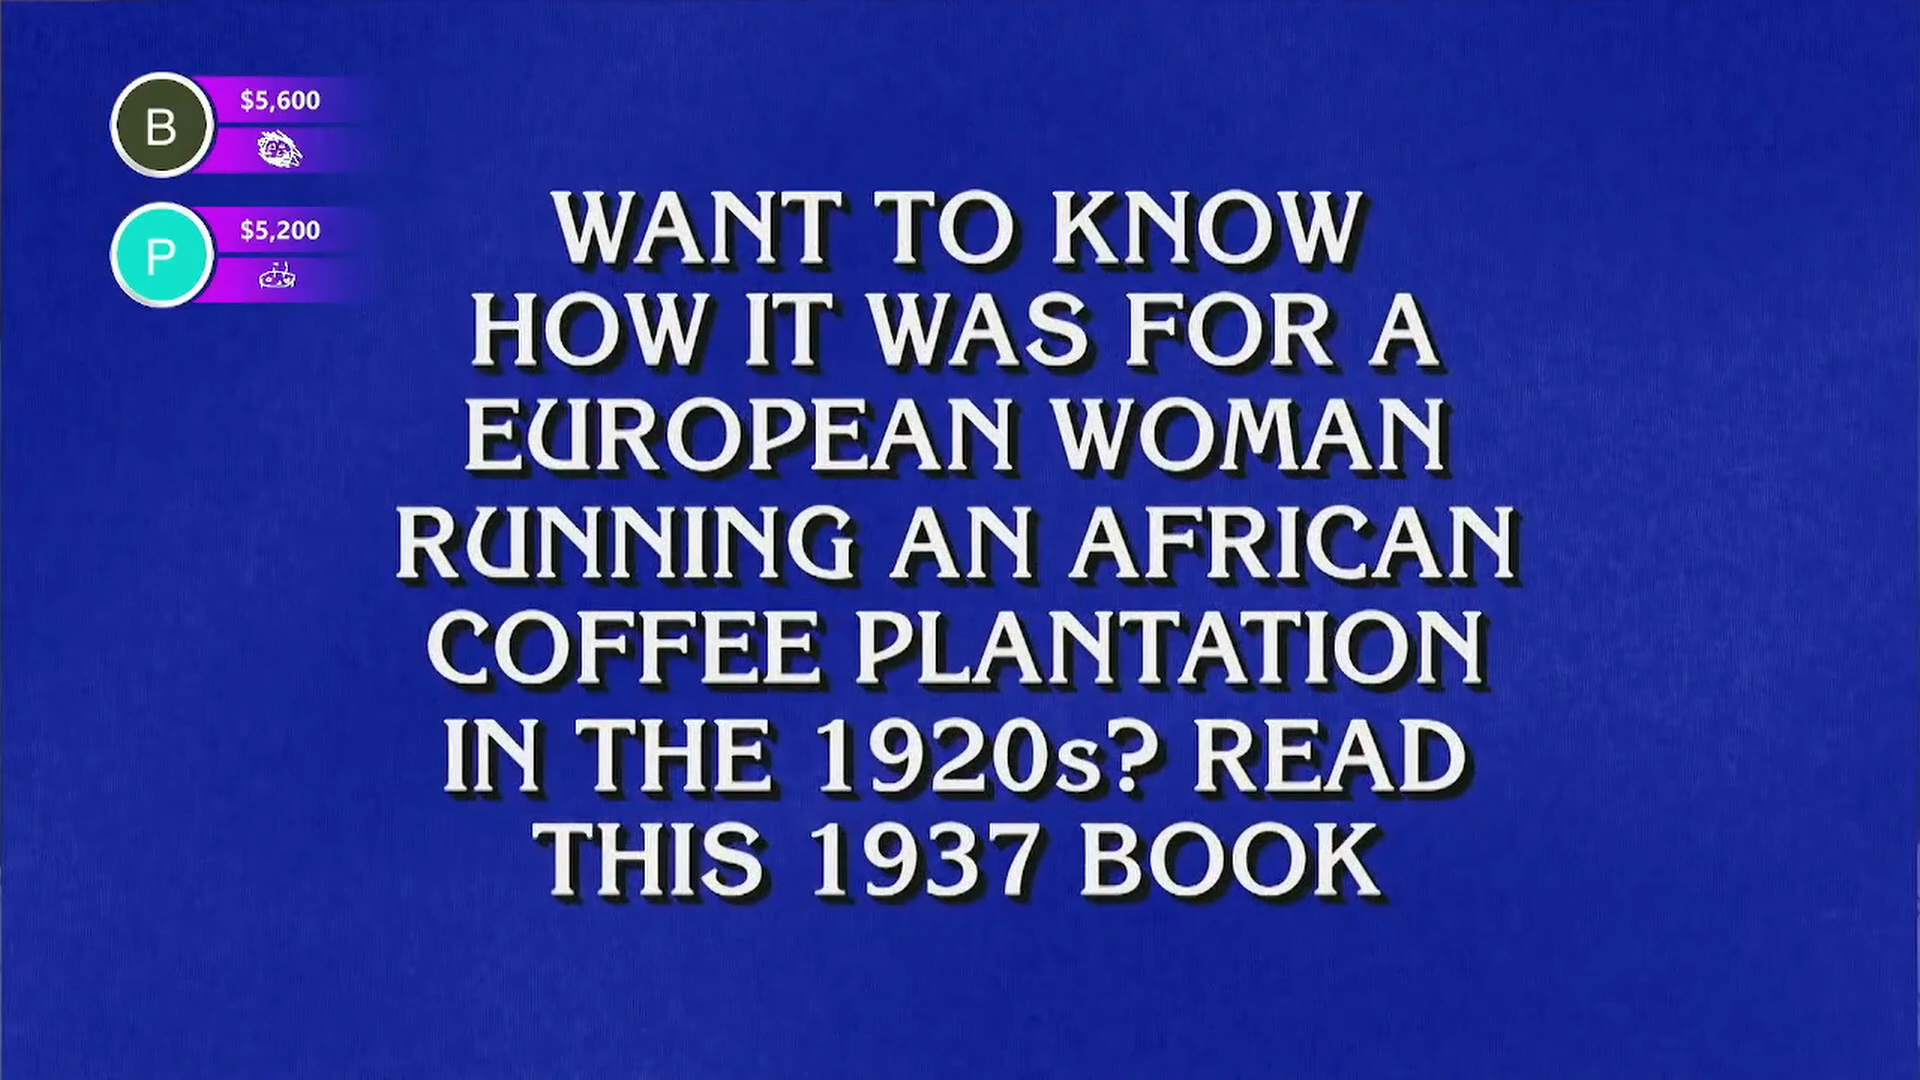 B
$5,600
P
$5,200
WANT TO KNOW
HOW IT WAS FOR A
EUROPEAN WOMAN
RUNNING AN AFRICAN
COFFEE PLANTATION
IN THE 1920s? READ
THIS 1937 BOOK